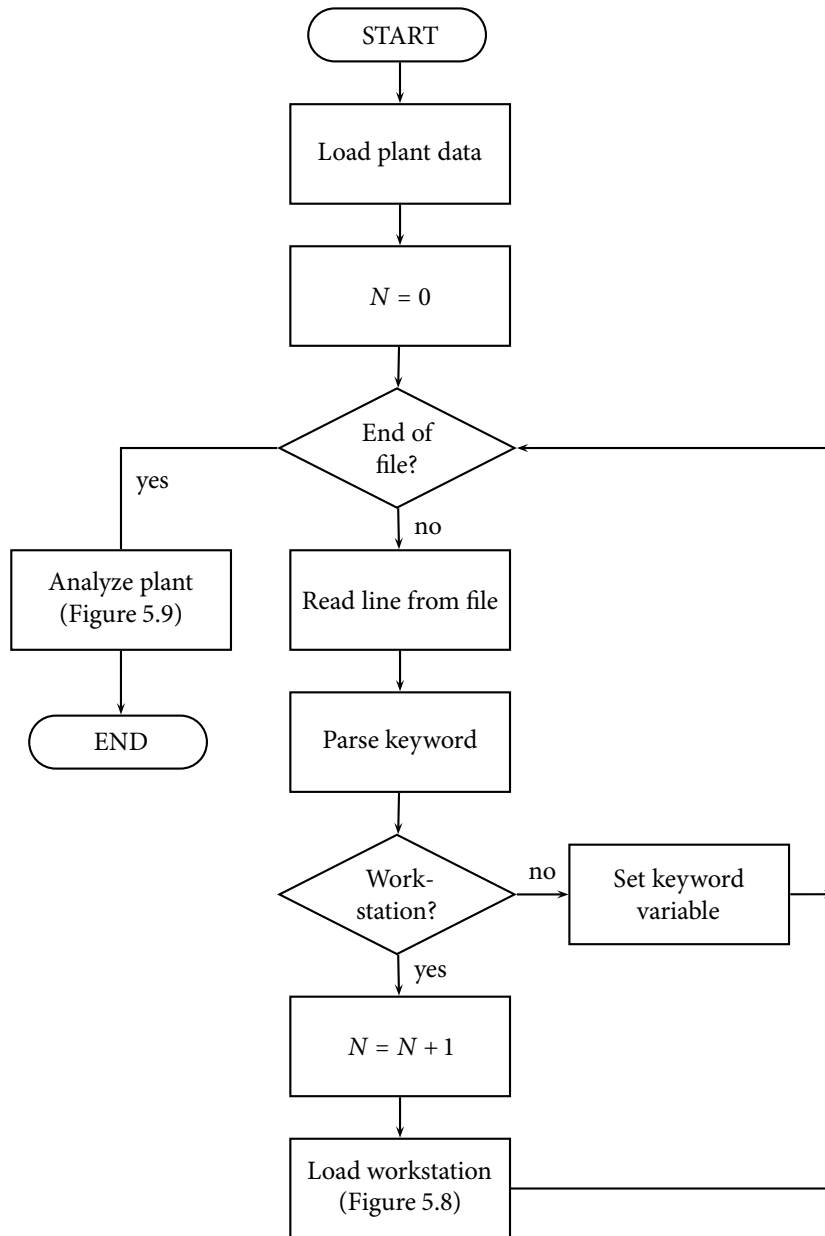 START
Load plant data
N = 0
End of
file?
yes
no
Analyze plant
(Figure 5.9)
Read line from file
END
Parse keyword
Work-
station?
no
Set keyword
variable
yes
N = N + 1
Load workstation
(Figure 5.8)